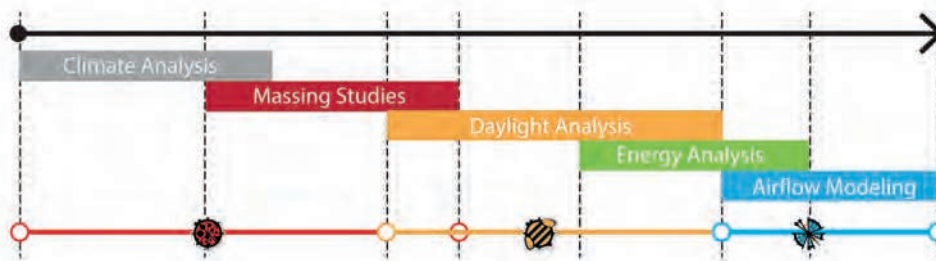 Climate Analysis
Massing Studies
Daylight Analysis
Energy Analysis
Airflow Modeling